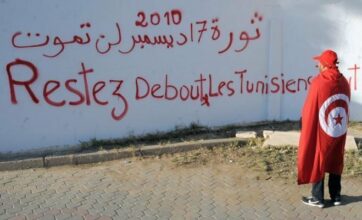 2010
ثورة 17 ديسمبر لن تموت
Restez Debout Les Tunisiens